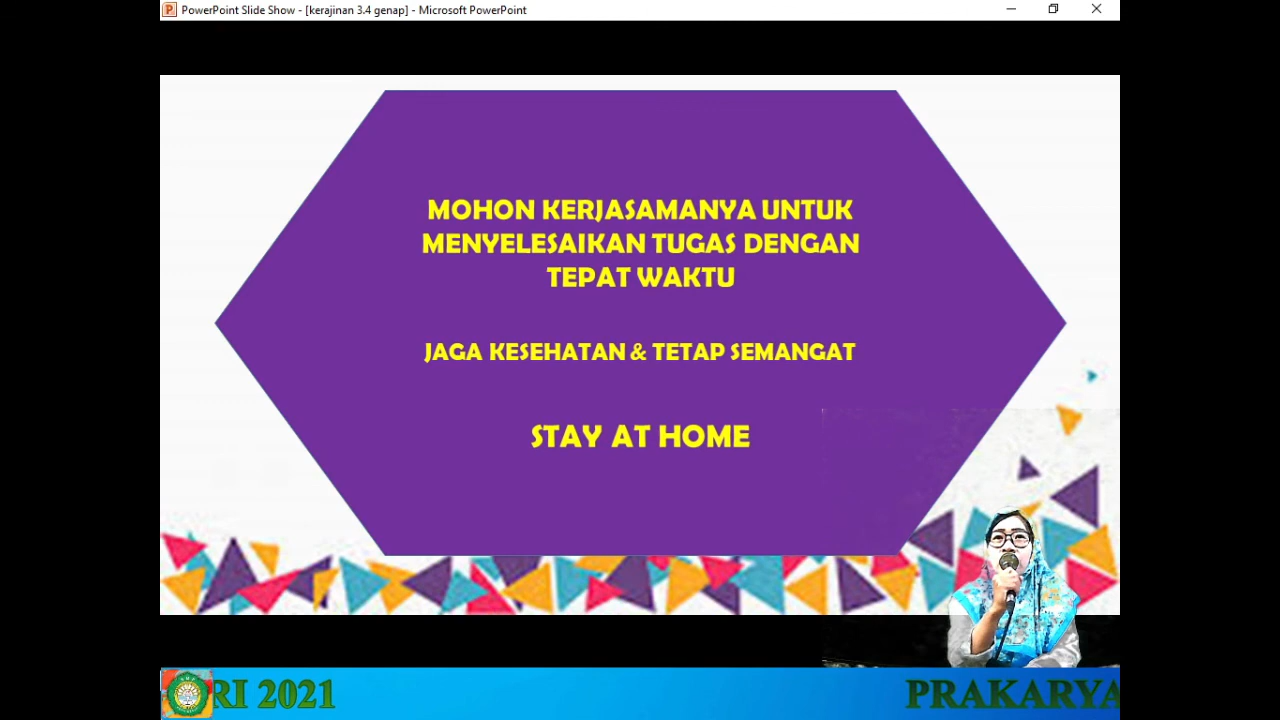 PowerPoint Slide Show - [kerajinan 3.4 genap] - Microsoft PowerPoint
MOHON KERJASAMANYA UNTUK
MENYELESAIKAN TUGAS DENGAN
TEPAT WAKTU
JAGA KESEHATAN & TETAP SEMANGAT
STAY AT HOME
RI 2021
PRAKARYA